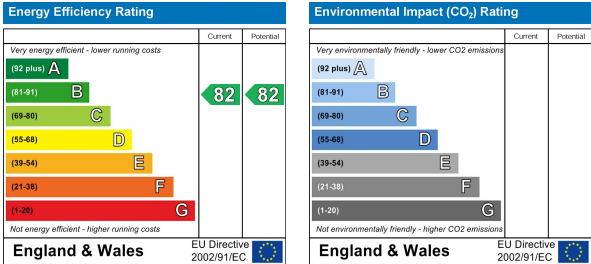 Energy Efficiency Rating
Current
Potential
Very energy efficient - lower running costs
(92 plus) A
(81-91) B
82
82
(69-80) C
(55-68) D
(39-54) E
(21-38) F
(1-20) G
Not energy efficient - higher running costs
England & Wales
EU Directive
2002/91/EC
Environmental Impact (CO₂) Rating
Current
Potential
Very environmentally friendly - lower CO2 emissions
(92 plus) A
(81-91) B
(69-80) C
(55-68) D
(39-54) E
(21-38) F
(1-20) G
Not environmentally friendly - higher CO2 emissions
England & Wales
EU Directive
2002/91/EC